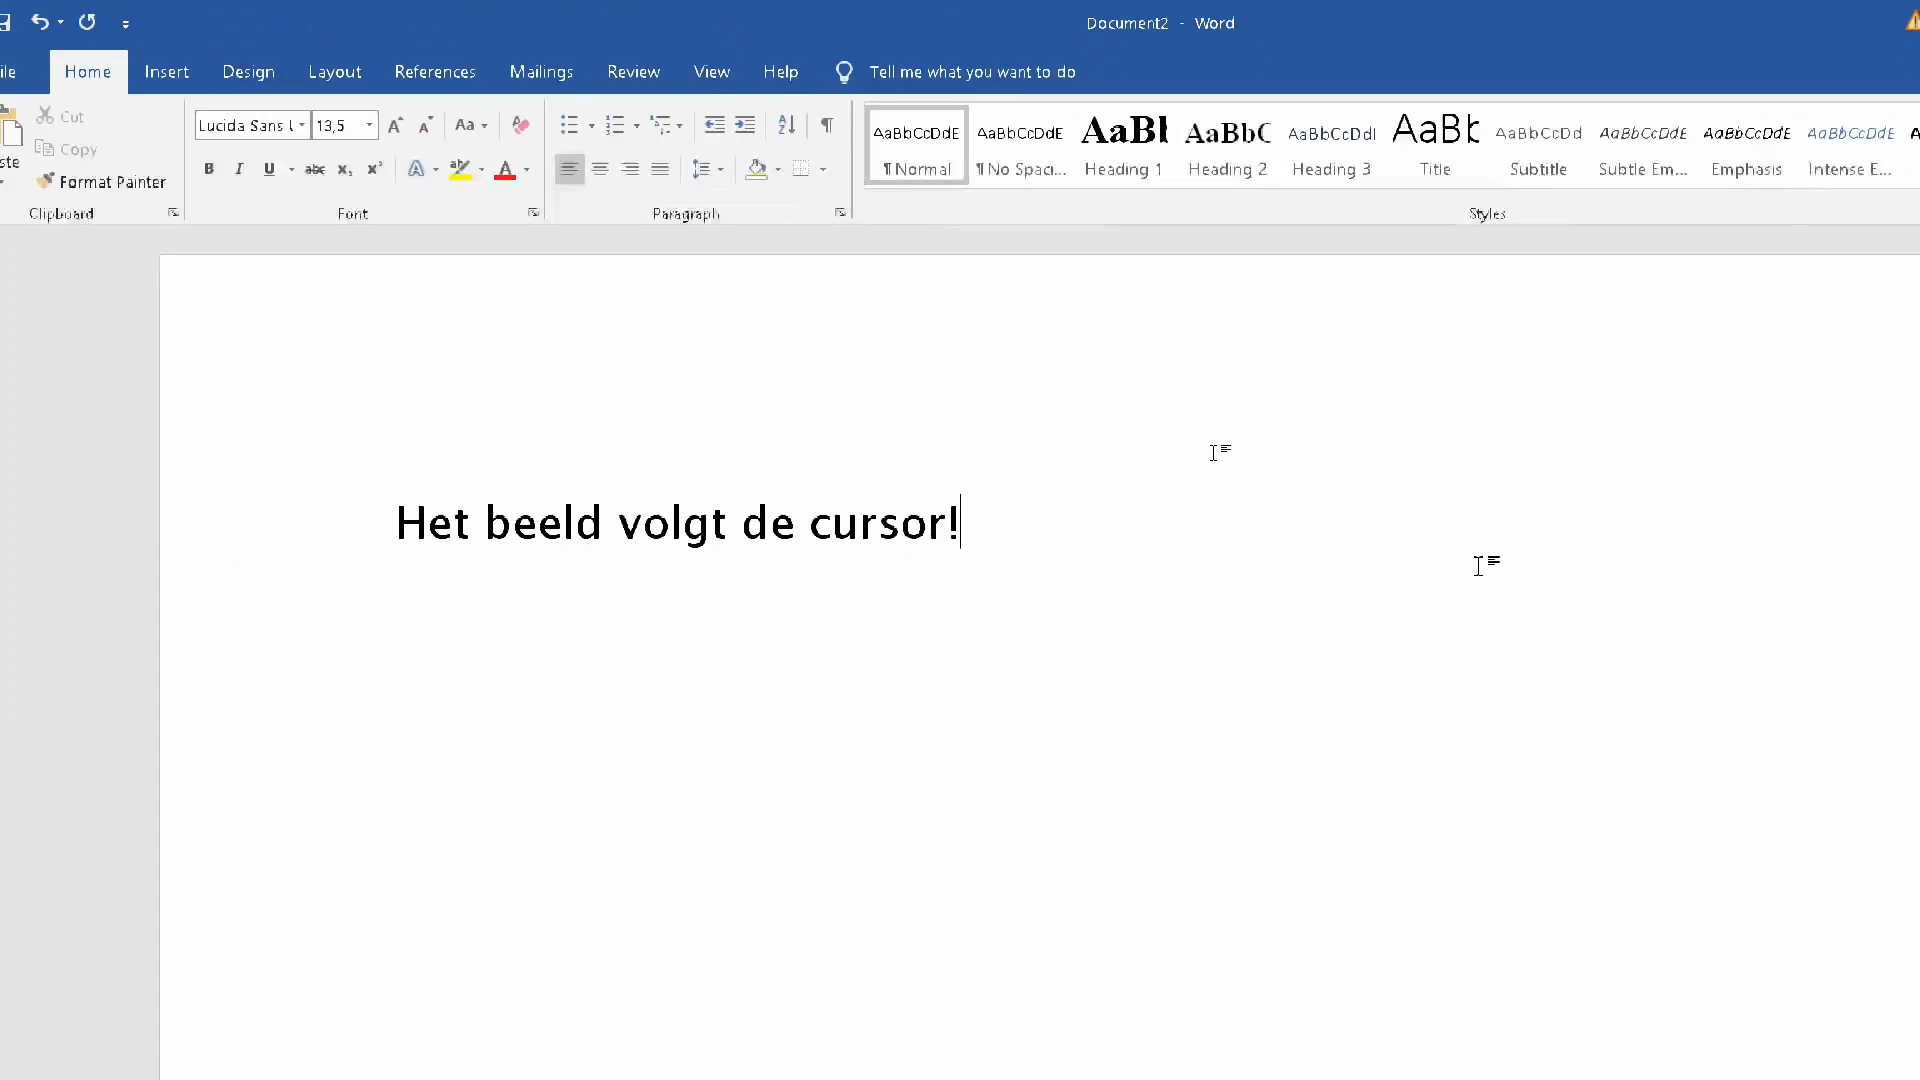 Document2 - Word
ile Home Insert Design Layout References Mailings Review View Help Tell me what you want to do
Cut
Copy
ste
Format Painter
Clipboard
Lucida Sans 13,5
Font
Paragraph
AaBbCcDdE AaBbCcDdE AaBl AaBbC AaBbCcDdI AaBb AaBbCcDd AaBbCcDdE AaBbCcDdE AaBbCcDdE
¶ Normal ¶ No Spaci... Heading 1 Heading 2 Heading 3 Title Subtitle Subtle Em... Emphasis Intense E...
Styles
Het beeld volgt de cursor!